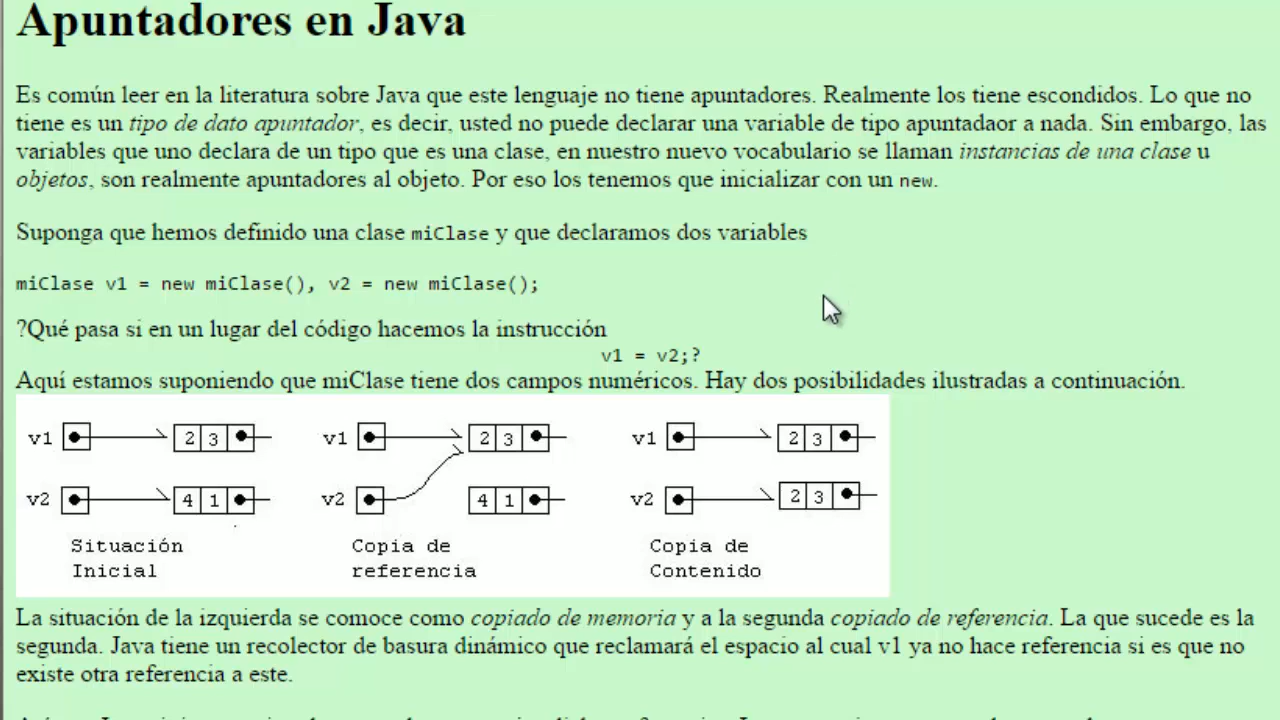 Apuntadores en Java
Es común leer en la literatura sobre Java que este lenguaje no tiene apuntadores. Realmente los tiene escondidos. Lo que no
tiene es un tipo de dato apuntador, es decir, usted no puede declarar una variable de tipo apuntadaor a nada. Sin embargo, las
variables que uno declara de un tipo que es una clase, en nuestro nuevo vocabulario se llaman instancias de una clase u
objetos, son realmente apuntadores al objeto. Por eso los tenemos que inicializar con un new.
Suponga que hemos definido una clase miClase y que declaramos dos variables
miClase v1 = new miClase(), v2 = new miClase();
?Qué pasa si en un lugar del código hacemos la instrucción
v1 = v2;?
Aquí estamos suponiendo que miClase tiene dos campos numéricos. Hay dos posibilidades ilustradas a continuación.
v1 2 3 v1 2 3 v1 2 3
v2 4 1 v2 4 1 v2 2 3
Situación Copia de Copia de
Inicial referencia Contenido
La situación de la izquierda se comoce como copiado de memoria y a la segunda copiado de referencia. La que sucede es la
segunda. Java tiene un recolector de basura dinámico que reclamará el espacio al cual v1 ya no hace referencia si es que no
existe otra referencia a este.